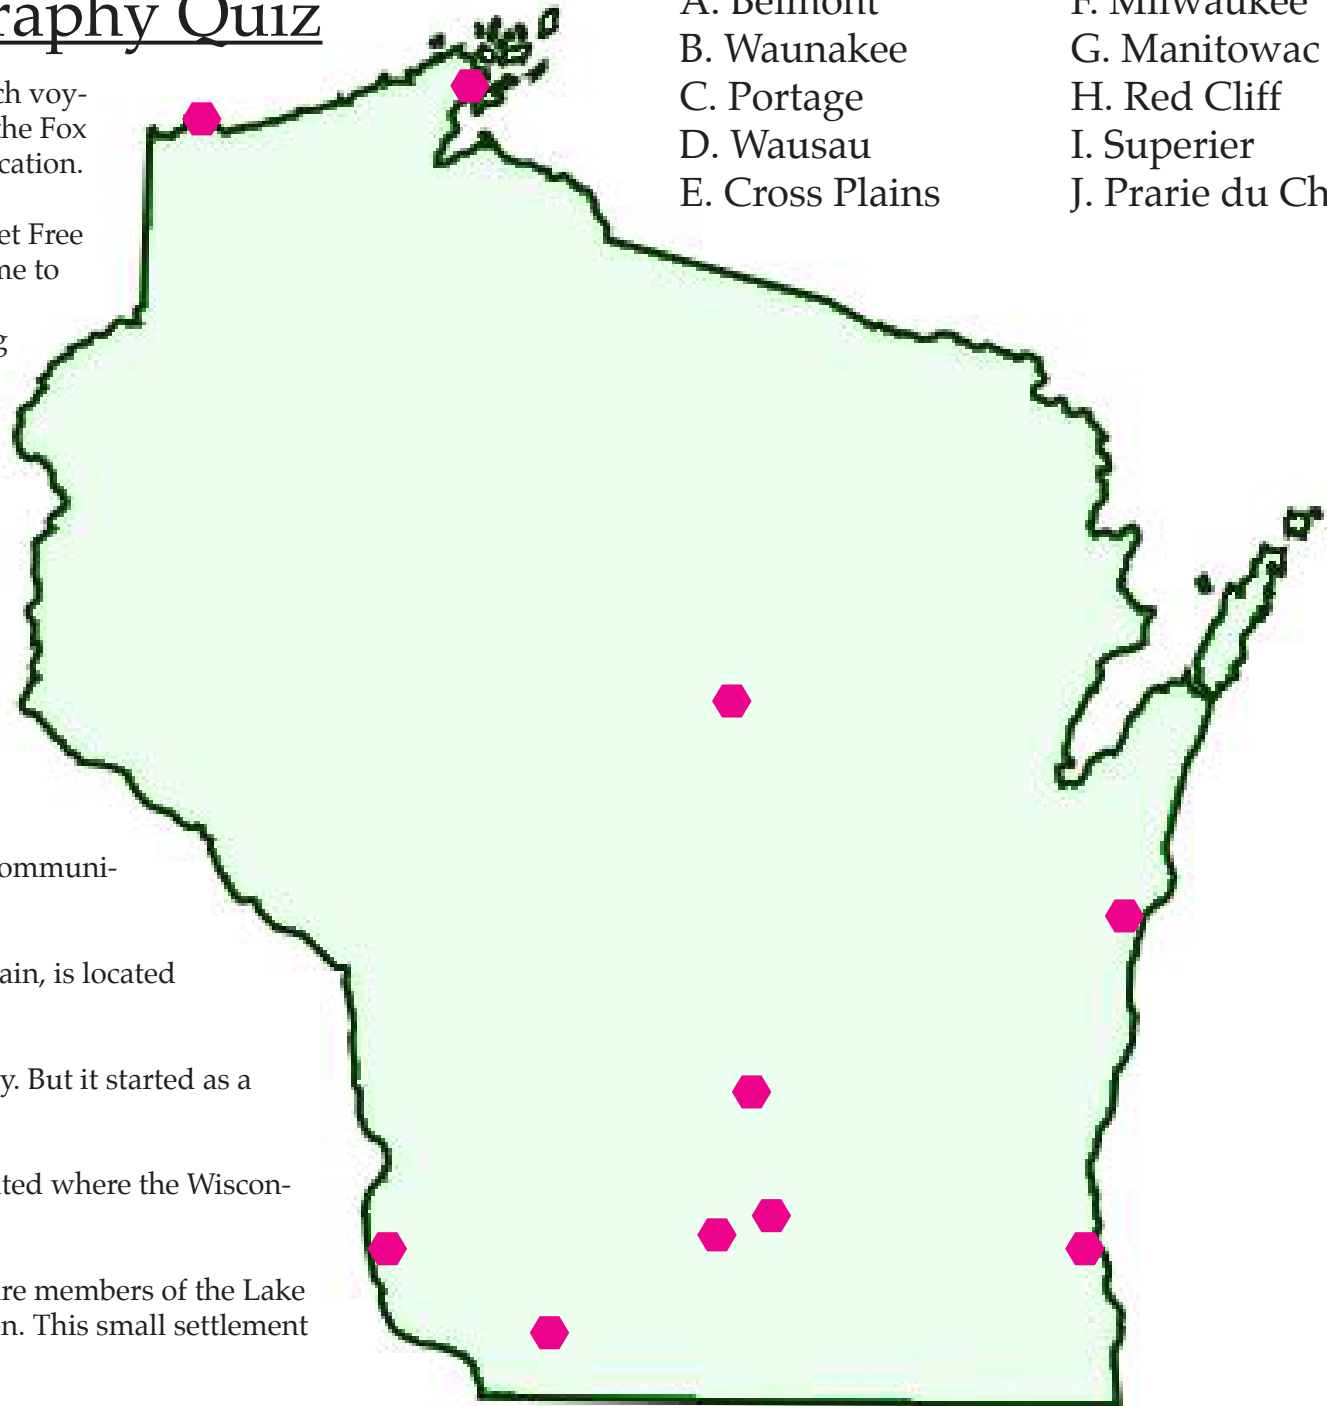 raphy Quiz
ch voy-
the Fox
cation.
et Free
me to
g
ommuni-
ain, is located
y. But it started as a
ted where the Wiscon-
re members of the Lake
n. This small settlement
A. Belmont
B. Waunakee
C. Portage
D. Wausau
E. Cross Plains
F. Milwaukee
G. Manitowac
H. Red Cliff
I. Superier
J. Prarie du Ch